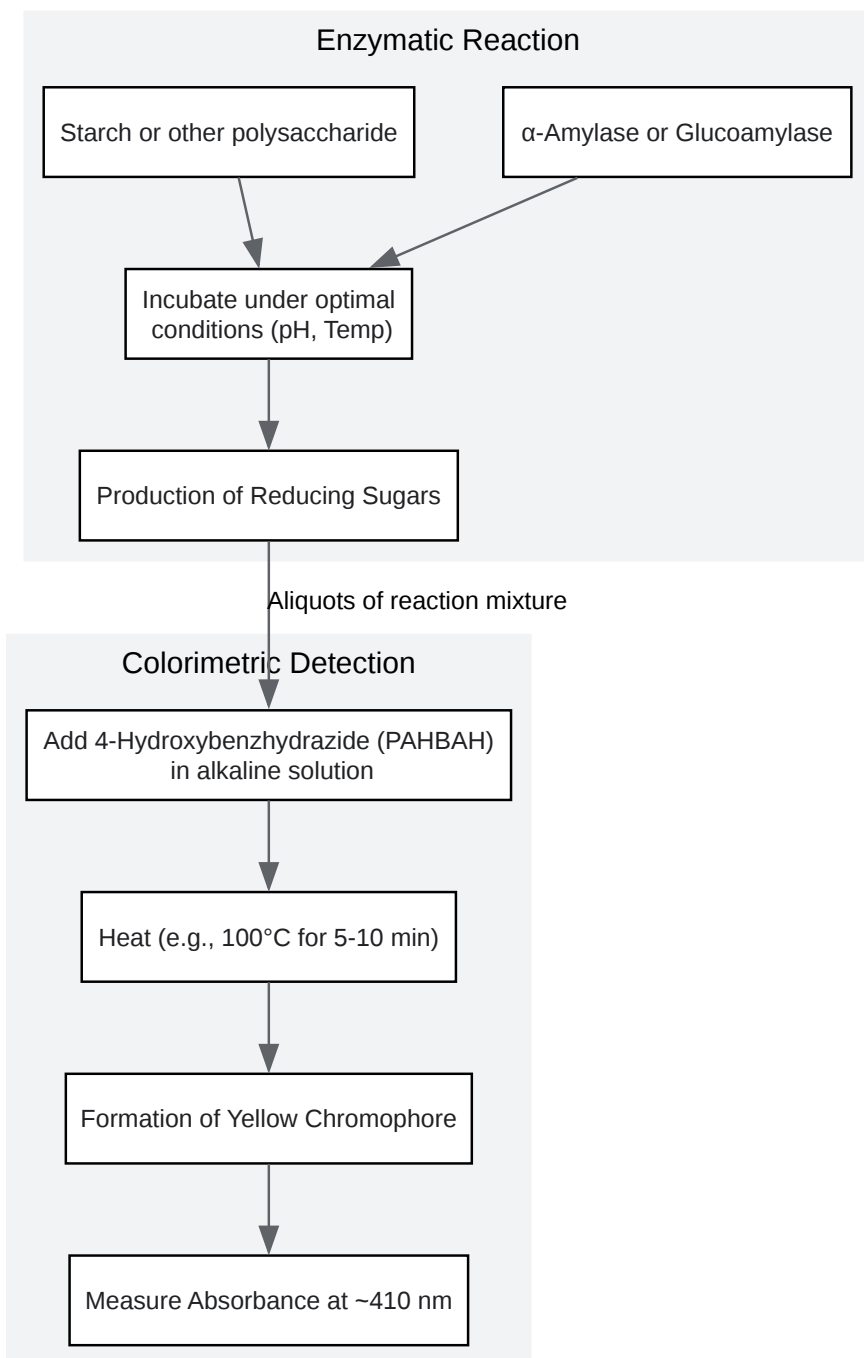 Enzymatic Reaction
Starch or other polysaccharide
α-Amylase or Glucoamylase
Incubate under optimal
conditions (pH, Temp)
Production of Reducing Sugars
Aliquots of reaction mixture
Colorimetric Detection
Add 4-Hydroxybenzhydrazide (PAHBAH)
in alkaline solution
Heat (e.g., 100°C for 5-10 min)
Formation of Yellow Chromophore
Measure Absorbance at ~410 nm